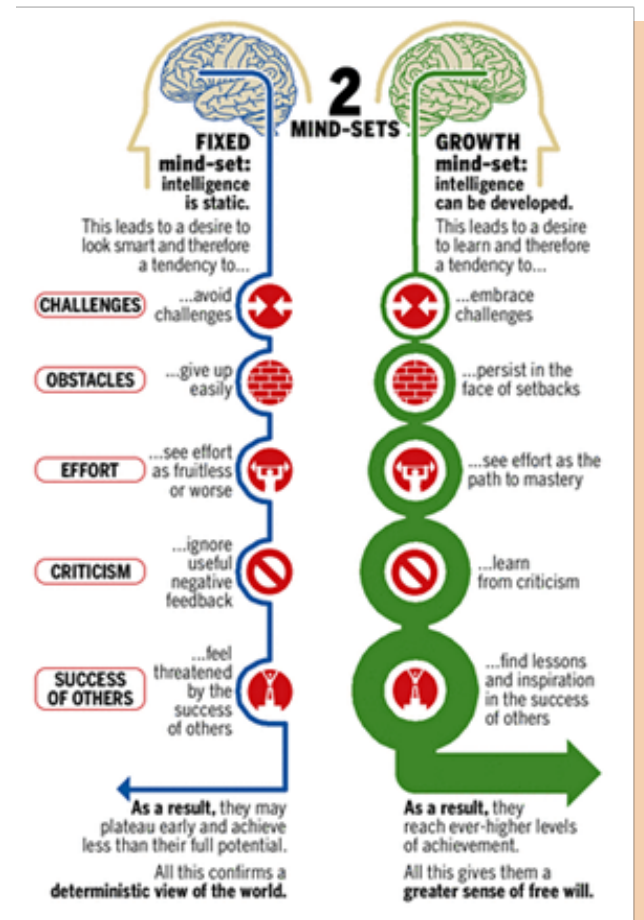 2
MIND-SETS
FIXED
mind-set:
intelligence
is static.
This leads to a desire to
look smart and therefore
a tendency to...
GROWTH
mind-set:
intelligence
can be developed.
This leads to a desire
to learn and therefore
a tendency to...
CHALLENGES
...avoid
challenges
...embrace
challenges
OBSTACLES
...give up
easily
...persist in the
face of setbacks
EFFORT
...see effort
as fruitless
or worse
...see effort as the
path to mastery
CRITICISM
...ignore
useful
negative
feedback
...learn
from criticism
SUCCESS
OF OTHERS
...feel
threatened
by the
success
of others
...find lessons
and inspiration
in the success
of others
As a result, they may
plateau early and achieve
less than their full potential.
All this confirms a
deterministic view of the world.
As a result, they
reach ever-higher levels
of achievement.
All this gives them a
greater sense of free will.